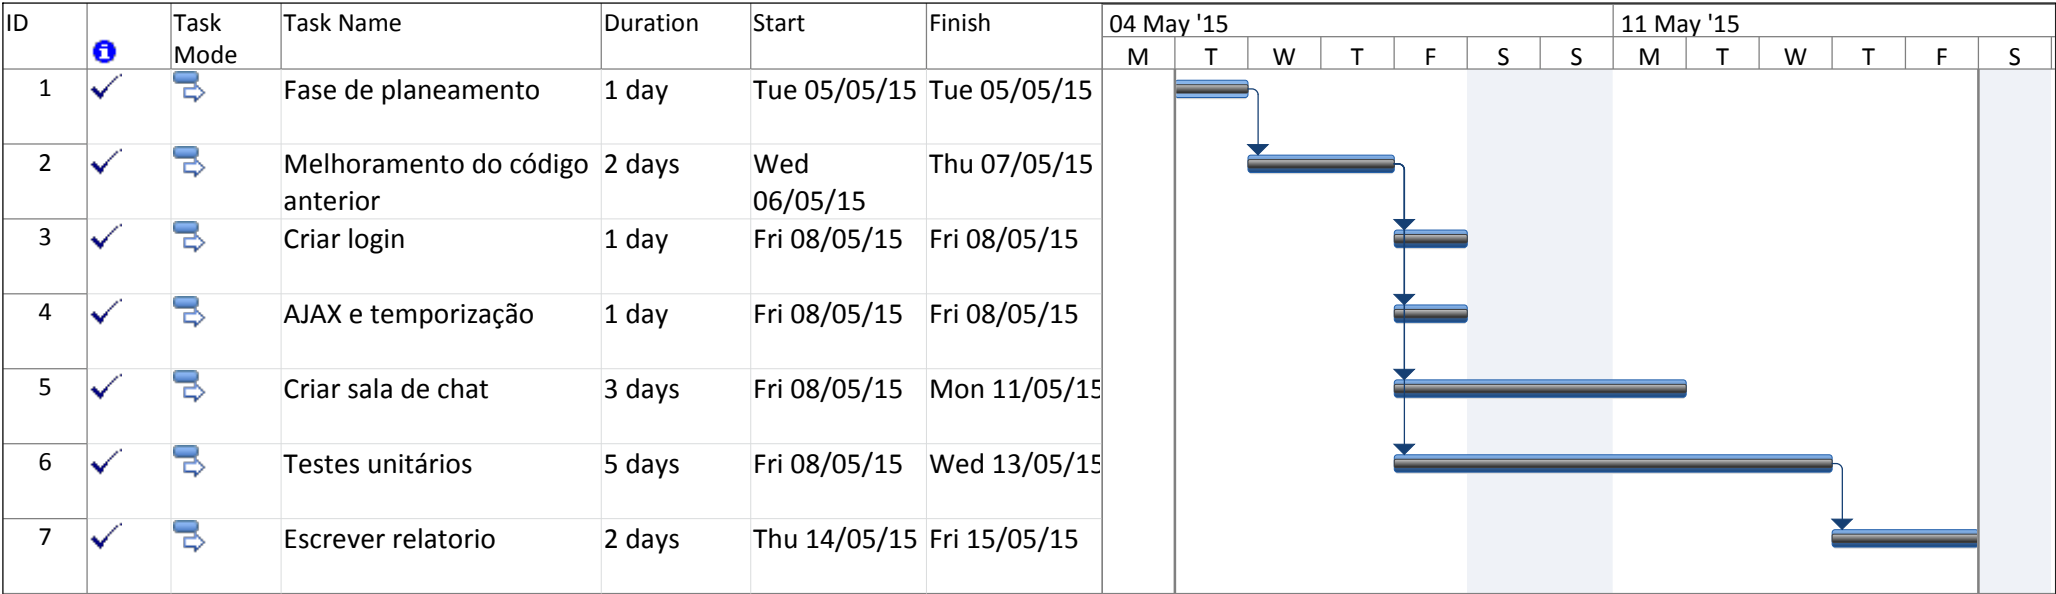 ID Task Mode Task Name Duration Start Finish 04 May '15 11 May '15
M T W T F S S M T W T F S
1 Fase de planeamento 1 day Tue 05/05/15 Tue 05/05/15
2 Melhoramento do código anterior 2 days Wed 06/05/15 Thu 07/05/15
3 Criar login 1 day Fri 08/05/15 Fri 08/05/15
4 AJAX e temporização 1 day Fri 08/05/15 Fri 08/05/15
5 Criar sala de chat 3 days Fri 08/05/15 Mon 11/05/15
6 Testes unitários 5 days Fri 08/05/15 Wed 13/05/15
7 Escrever relatorio 2 days Thu 14/05/15 Fri 15/05/15